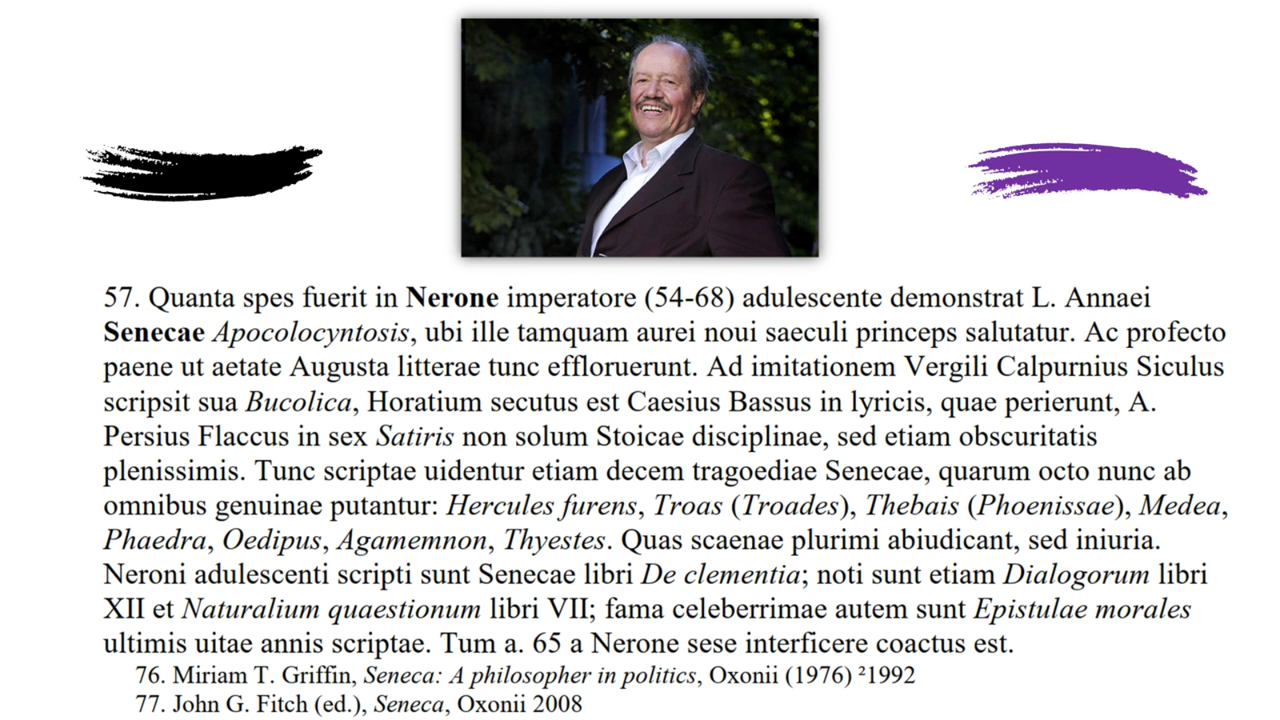 57. Quanta spes fuerit in Nerone imperatore (54-68) adulescente demonstrat L. Annaei
Senecae Apocolocyntosis, ubi ille tamquam aurei noui saeculi princeps salutatur. Ac profecto
paene ut aetate Augusta litterae tunc effloruerunt. Ad imitationem Vergili Calpurnius Siculus
scripsit sua Bucolica, Horatium secutus est Caesius Bassus in lyricis, quae perierunt, A.
Persius Flaccus in sex Satiris non solum Stoicae disciplinae, sed etiam obscuritatis
plenissimis. Tunc scriptae uidentur etiam decem tragoediae Senecae, quarum octo nunc ab
omnibus genuinae putantur: Hercules furens, Troas (Troades), Thebais (Phoenissae), Medea,
Phaedra, Oedipus, Agamemnon, Thyestes. Quas scaenae plurimi abiudicant, sed iniuria.
Neroni adulescenti scripti sunt Senecae libri De clementia; noti sunt etiam Dialogorum libri
XII et Naturalium quaestionum libri VII; fama celeberrimae autem sunt Epistulae morales
ultimis uitae annis scriptae. Tum a. 65 a Nerone sese interficere coactus est.
76. Miriam T. Griffin, Seneca: A philosopher in politics, Oxonii (1976) ²1992
77. John G. Fitch (ed.), Seneca, Oxonii 2008